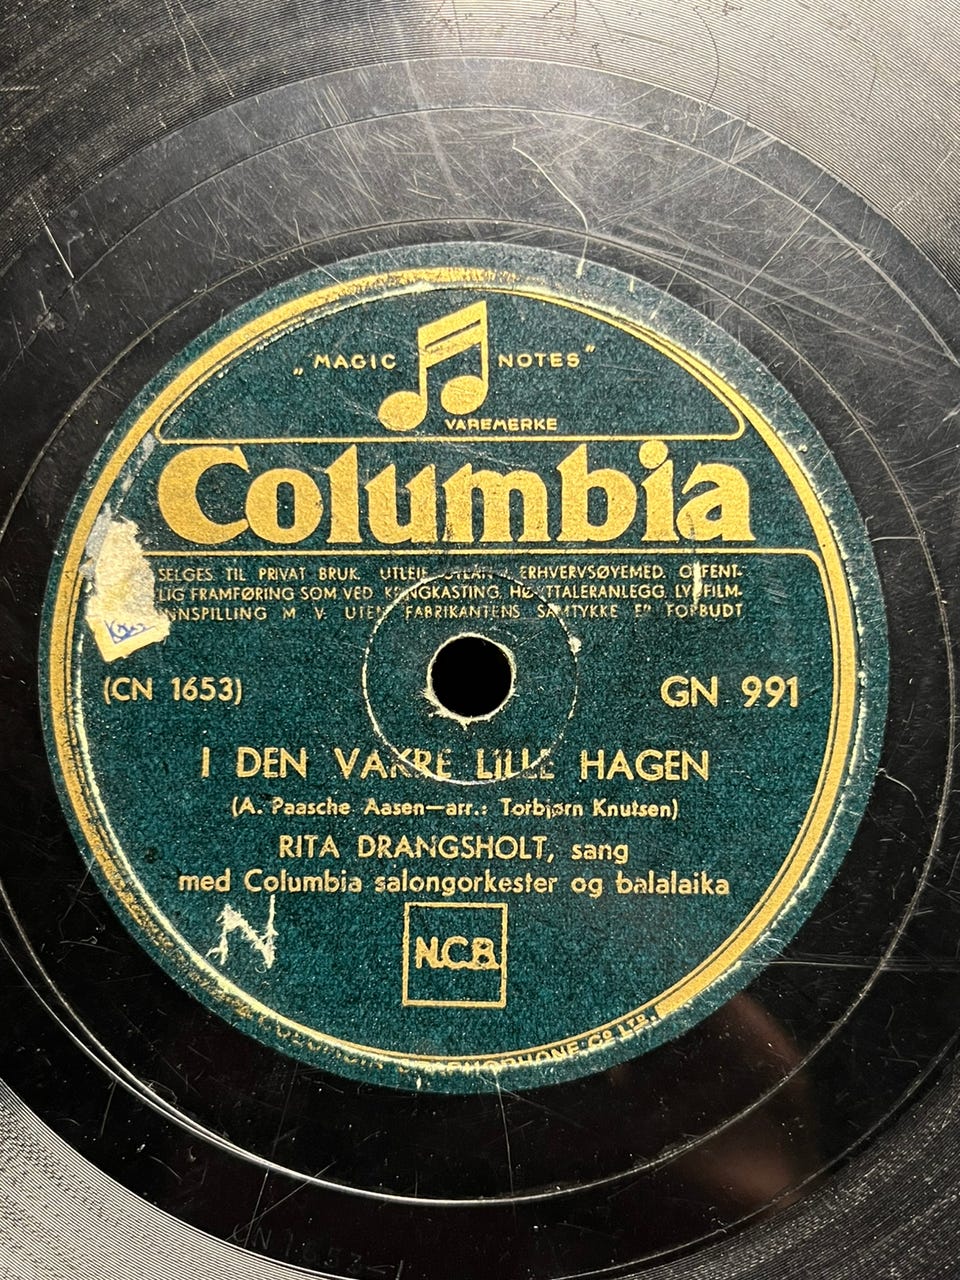 „MAGIC NOTES"
VAREMERKE
Columbia
SELGES TIL PRIVAT BRUK. UTLEIE ERHVERVSØYEMED. OFFENT-
LIG FRAMFØRING SOM VED KRINGKASTING, HØYTTALERANLEGG, LYDFILM-
INNSPILLING M. V. UTEN FABRIKANTENS SAMTYKKE ER FORBUDT
(CN 1653) GN 991
I DEN VAKRE LILLE HAGEN
(A. Paasche Aasen—arr.: Torbjørn Knutsen)
RITA DRANGSHOLT, sang
med Columbia salongorkester og balalaika
N
N.C.B.
CO LTD.